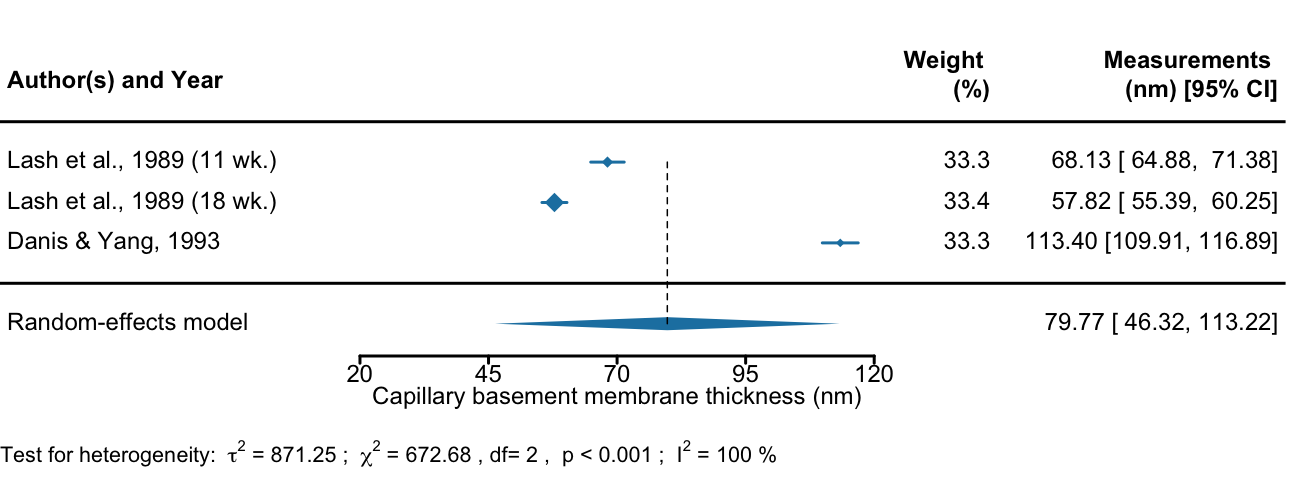 Author(s) and Year Weight (%) Measurements (nm) [95% CI]
Lash et al., 1989 (11 wk.) 33.3 68.13 [ 64.88, 71.38]
Lash et al., 1989 (18 wk.) 33.4 57.82 [ 55.39, 60.25]
Danis & Yang, 1993 33.3 113.40 [109.91, 116.89]
Random-effects model 79.77 [ 46.32, 113.22]
20 45 70 95 120
Capillary basement membrane thickness (nm)
Test for heterogeneity: τ² = 871.25 ; χ² = 672.68 , df= 2 , p < 0.001 ; I² = 100 %